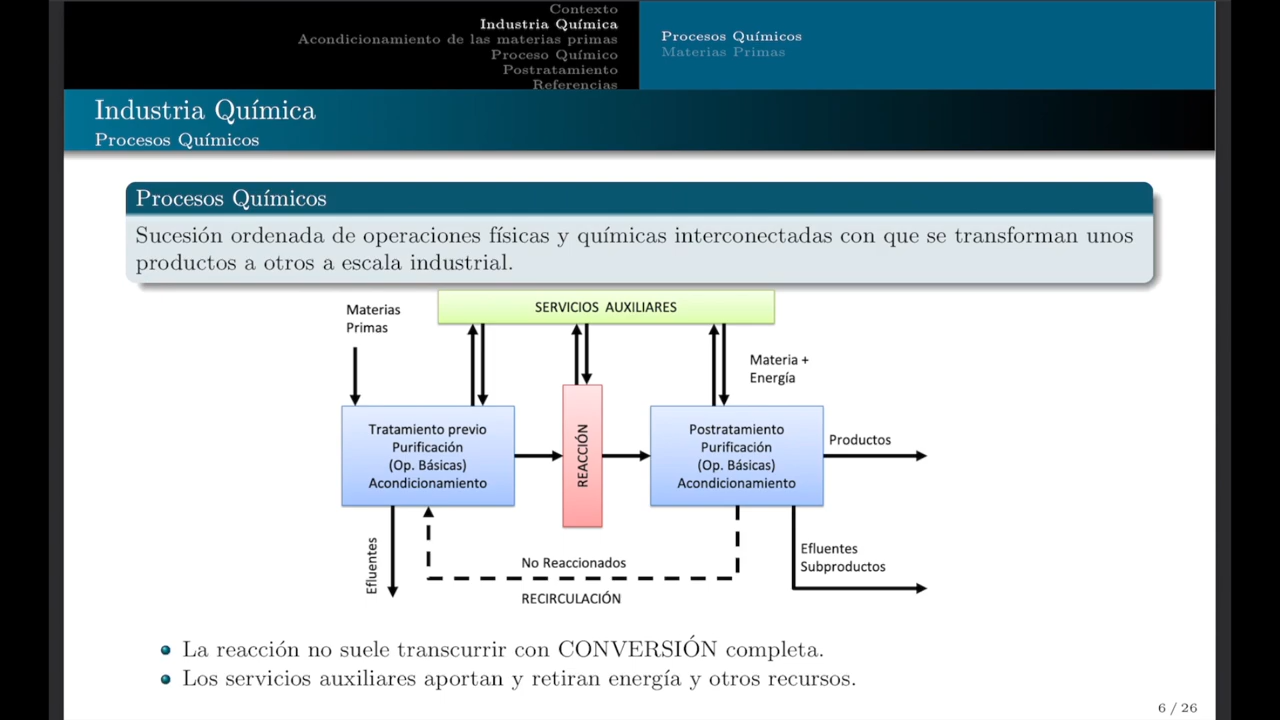 Contexto
Industria Química
Acondicionamiento de las materias primas
Proceso Químico
Postratamiento
Referencias
Procesos Químicos
Materias Primas
Industria Química
Procesos Químicos
Procesos Químicos
Sucesión ordenada de operaciones físicas y químicas interconectadas con que se transforman unos
productos a otros a escala industrial.
Materias
Primas
SERVICIOS AUXILIARES
Materia +
Energía
Tratamiento previo
Purificación
(Op. Básicas)
Acondicionamiento
REACCIÓN
Postratamiento
Purificación
(Op. Básicas)
Acondicionamiento
Productos
Efluentes
No Reaccionados
RECIRCULACIÓN
Efluentes
Subproductos
La reacción no suele transcurrir con CONVERSIÓN completa.
Los servicios auxiliares aportan y retiran energía y otros recursos.
6 / 26